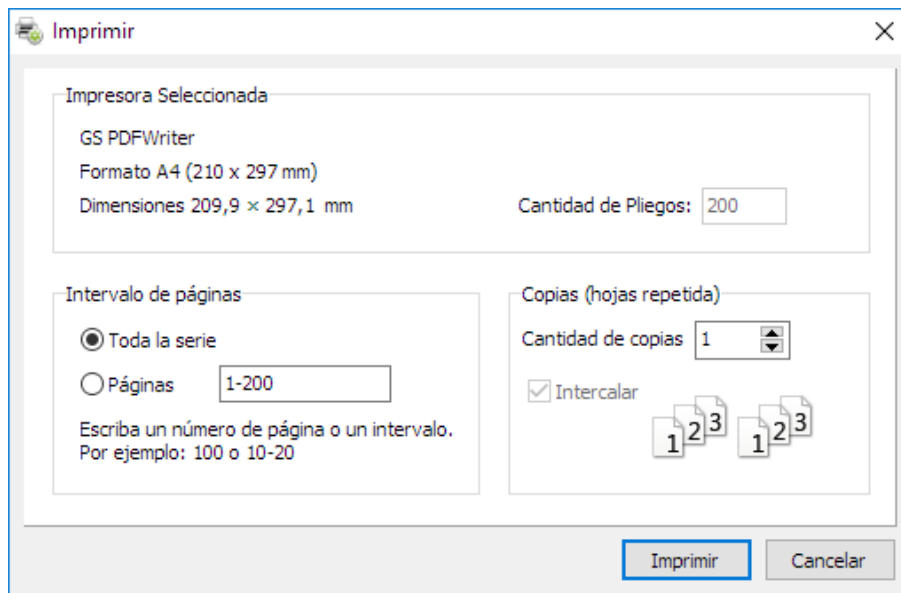 Imprimir
Impresora Seleccionada
GS PDFWriter
Formato A4 (210 x 297 mm)
Dimensiones 209,9 × 297,1 mm
Cantidad de Pliegos: 200
Intervalo de páginas
Toda la serie
Páginas 1-200
Escriba un número de página o un intervalo.
Por ejemplo: 100 o 10-20
Copias (hojas repetida)
Cantidad de copias 1
Intercalar
1 2 3 1 2 3
Imprimir Cancelar